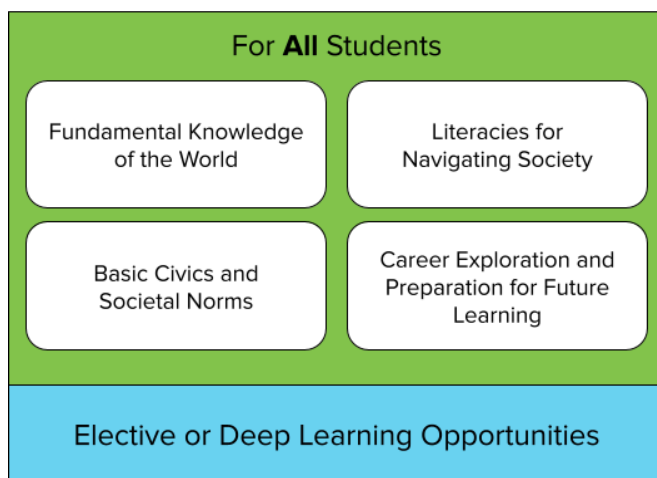 For All Students
Fundamental Knowledge
of the World
Literacies for
Navigating Society
Basic Civics and
Societal Norms
Career Exploration and
Preparation for Future
Learning
Elective or Deep Learning Opportunities